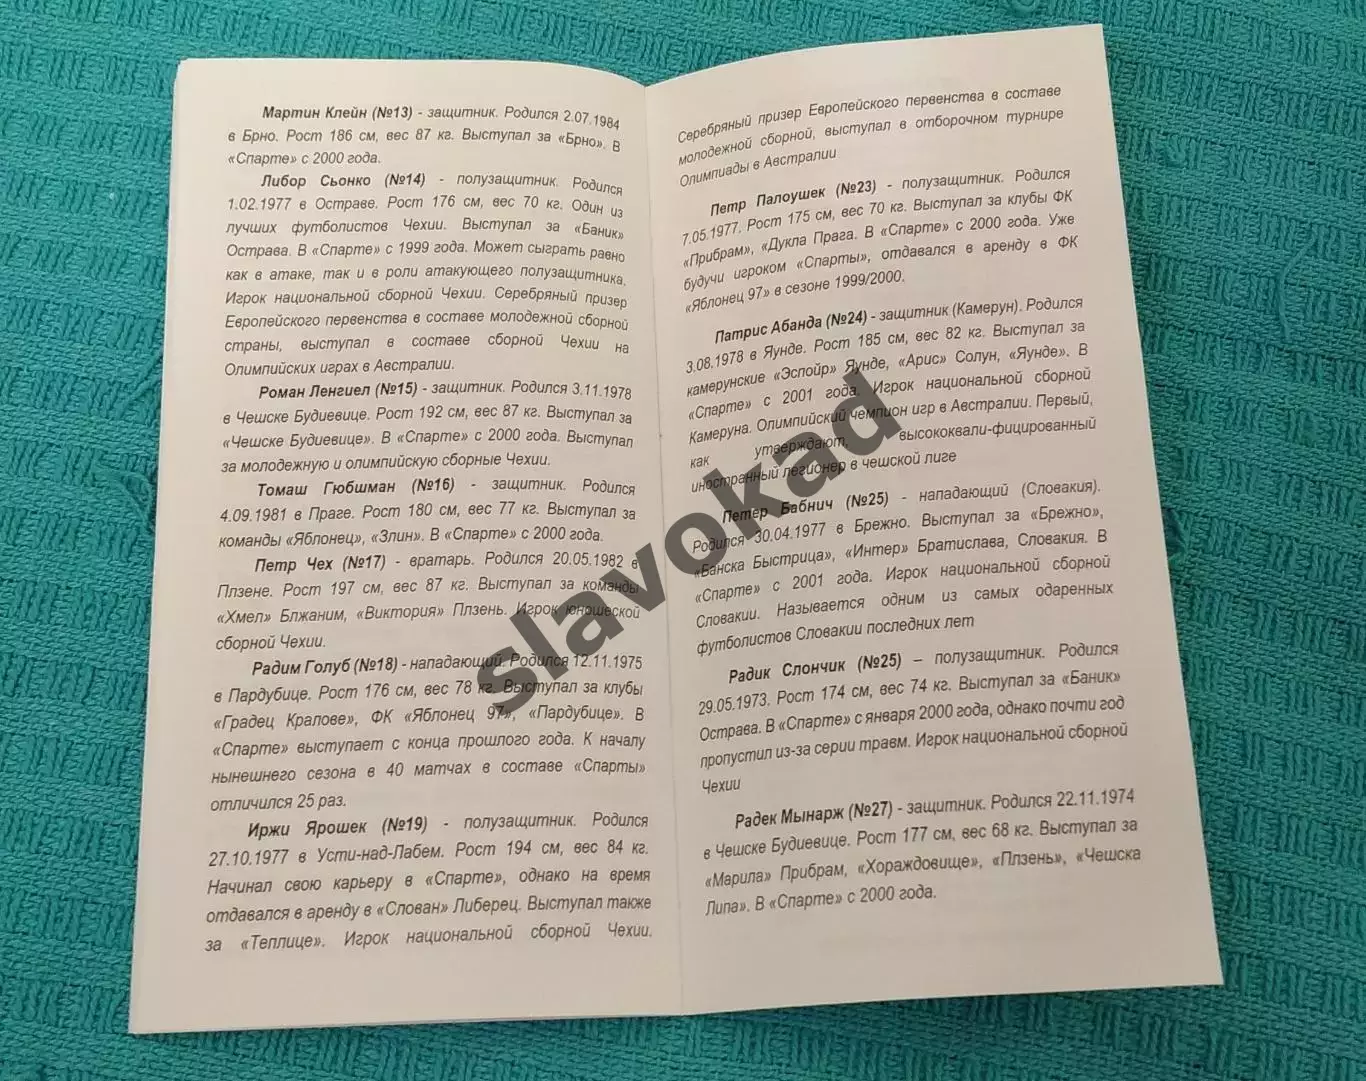 Мартин Клейн (№13) - защитник. Родился 2.07.1984
в Брно. Рост 186 см, вес 87 кг. Выступал за «Брно». В
«Спарте» с 2000 года.
Либор Сьонко (№14) - полузащитник. Родился
1.02.1977 в Остраве. Рост 176 см, вес 70 кг. Один из
лучших футболистов Чехии. Выступал за «Баник»
Острава. В «Спарте» с 1999 года. Может сыграть равно
как в атаке, так и в роли атакующего полузащитника.
Игрок национальной сборной Чехии. Серебряный призер
Европейского первенства в составе молодежной сборной
страны, выступал в составе сборной Чехии на
Олимпийских играх в Австралии.
Роман Ленгиел (№15) - защитник. Родился 3.11.1978
в Чешске Будиевице. Рост 192 см, вес 87 кг. Выступал за
«Чешске Будиевице». В «Спарте» с 2000 года. Выступал
за молодежную и олимпийскую сборные Чехии.
Томаш Гюбшман (№16) - защитник. Родился
4.09.1981 в Праге. Рост 180 см, вес 77 кг. Выступал за
команды «Яблонец», «Злин». В «Спарте» с 2000 года.
Петр Чех (№17) - вратарь. Родился 20.05.1982 в
Плзене. Рост 197 см, вес 87 кг. Выступал за команды
«Хмел» Блжаним, «Виктория» Плзень. Игрок юношеской
сборной Чехии.
Радим Голуб (№18) - нападающий. Родился 12.11.1975
в Пардубице. Рост 176 см, вес 78 кг. Выступал за клубы
«Градец Кралове», ФК «Яблонец 97», «Пардубице». В
«Спарте» выступает с конца прошлого года. К началу
нынешнего сезона в 40 матчах в составе «Спарты»
отличился 25 раз.
Иржи Ярошек (№19) - полузащитник. Родился
27.10.1977 в Усти-над-Лабем. Рост 194 см, вес 84 кг.
Начинал свою карьеру в «Спарте», однако на время
отдавался в аренду в «Слован» Либерец. Выступал также
за «Теплице». Игрок национальной сборной Чехии.
Серебряный призер Европейского первенства в составе
молодежной сборной, выступал в отборочном турнире
Олимпиады в Австралии
Петр Палоушек (№23) - полузащитник. Родился
7.05.1977. Рост 175 см, вес 70 кг. Выступал за клубы ФК
«Прибрам», «Дукла Прага. В «Спарте» с 2000 года. Уже
будучи игроком «Спарты», отдавался в аренду в ФК
«Яблонец 97» в сезоне 1999/2000.
Патрис Абанда (№24) - защитник (Камерун). Родился
3.08.1978 в Яунде. Рост 185 см, вес 82 кг. Выступал за
камерунские «Эспойр» Яунде, «Арис» Солун, «Яунде». В
«Спарте» с 2001 года. Игрок национальной сборной
Камеруна. Олимпийский чемпион игр в Австралии. Первый,
как утверждают, высококвали-фицированный
иностранный легионер в чешской лиге
Петер Бабнич (№25) - нападающий (Словакия).
Родился 30.04.1977 в Брежно. Выступал за «Брежно»,
«Банска Быстрица», «Интер» Братислава, Словакия. В
«Спарте» с 2001 года. Игрок национальной сборной
Словакии. Называется одним из самых одаренных
футболистов Словакии последних лет
Радик Слончик (№25) – полузащитник. Родился
29.05.1973. Рост 174 см, вес 74 кг. Выступал за «Баник»
Острава. В «Спарте» с января 2000 года, однако почти год
пропустил из-за серии травм. Игрок национальной сборной
Чехии
Радек Мынарж (№27) - защитник. Родился 22.11.1974
в Чешске Будиевице. Рост 177 см, вес 68 кг. Выступал за
«Марила» Прибрам, «Хораждовище», «Плзень», «Чешска
Липа». В «Спарте» с 2000 года.
slavokad